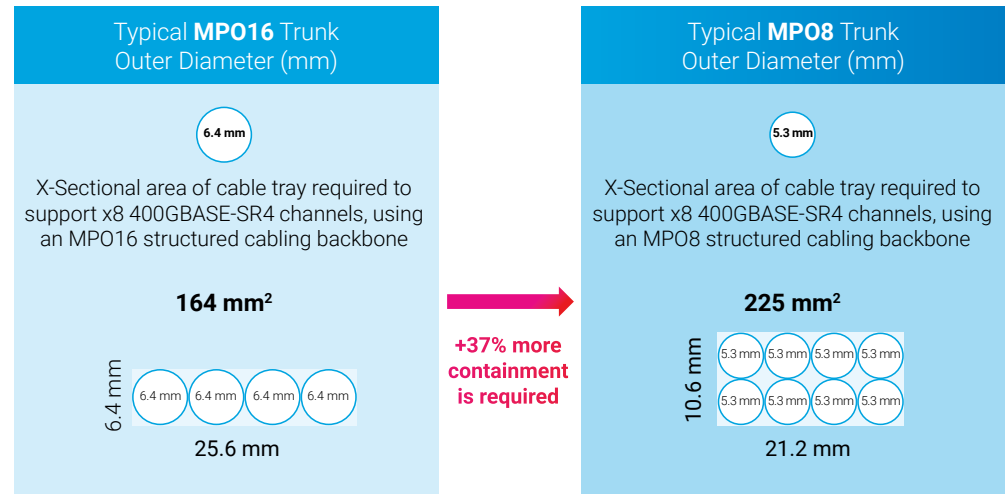 Typical MPO16 Trunk
Outer Diameter (mm)
6.4 mm
X-Sectional area of cable tray required to
support x8 400GBASE-SR4 channels, using
an MPO16 structured cabling backbone
164 mm²
6.4 mm
6.4 mm 6.4 mm 6.4 mm 6.4 mm
25.6 mm
+37% more
containment
is required
Typical MPO8 Trunk
Outer Diameter (mm)
5.3 mm
X-Sectional area of cable tray required to
support x8 400GBASE-SR4 channels, using
an MPO8 structured cabling backbone
225 mm²
10.6 mm
5.3 mm 5.3 mm 5.3 mm 5.3 mm
5.3 mm 5.3 mm 5.3 mm 5.3 mm
21.2 mm